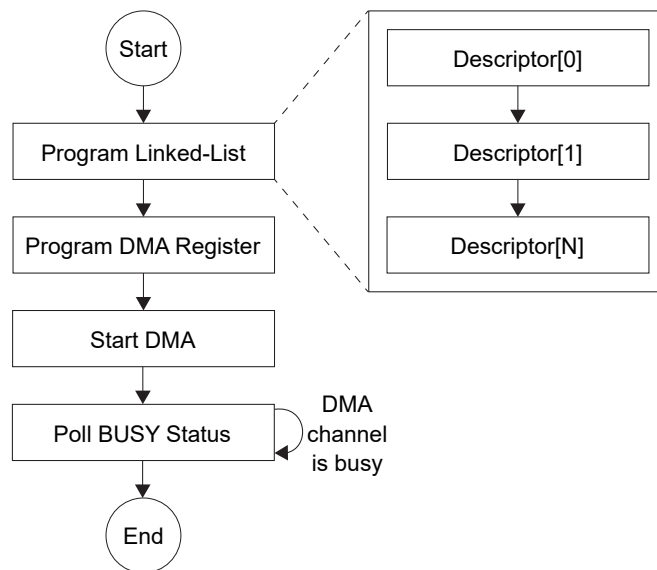 Start
Program Linked-List
Program DMA Register
Start DMA
Poll BUSY Status
DMA
channel
is busy
End
Descriptor[0]
Descriptor[1]
Descriptor[N]